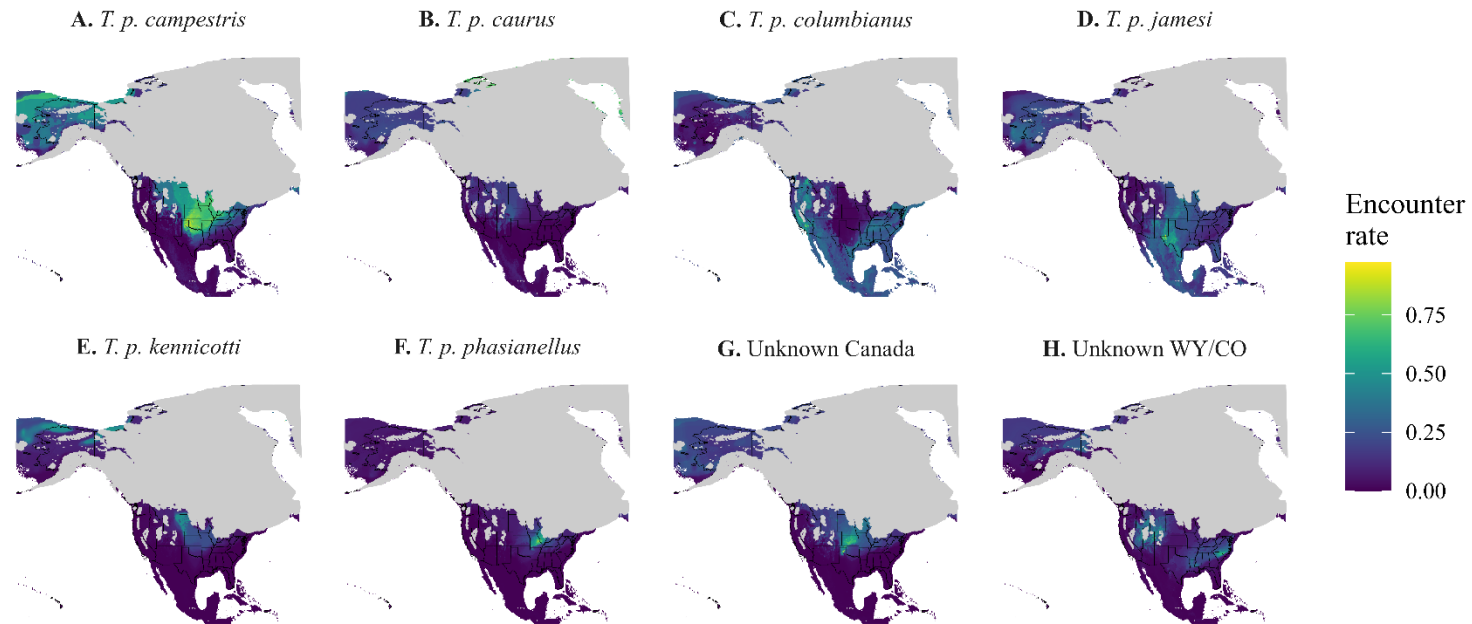 A. T. p. campestris
B. T. p. caurus
C. T. p. columbianus
D. T. p. jamesi
E. T. p. kennicotti
F. T. p. phasianellus
G. Unknown Canada
H. Unknown WY/CO
Encounter
rate
0.75
0.50
0.25
0.00